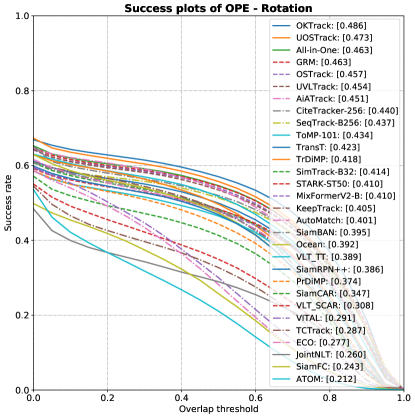 Success plots of OPE - Rotation
1.0
0.8
0.6
0.4
0.2
0.0
Success rate
OKTrack: [0.486]
UOSTrack: [0.473]
All-in-One: [0.463]
GRM: [0.463]
OSTrack: [0.457]
UVLTrack: [0.454]
AiATrack: [0.451]
CiteTracker-256: [0.440]
SeqTrack-B256: [0.437]
ToMP-101: [0.434]
TransT: [0.423]
TrDiMP: [0.418]
SimTrack-B32: [0.414]
STARK-ST50: [0.410]
MixFormerV2-B: [0.410]
KeepTrack: [0.405]
AutoMatch: [0.401]
SiamBAN: [0.395]
Ocean: [0.392]
VLT_TT: [0.389]
SiamRPN++: [0.386]
PrDiMP: [0.374]
SiamCAR: [0.347]
VLT_SCAR: [0.308]
VITAL: [0.291]
TCTrack: [0.287]
ECO: [0.277]
JointNLT: [0.260]
SiamFC: [0.243]
ATOM: [0.212]
0.0 0.2 0.4 0.6 0.8 1.0
Overlap threshold